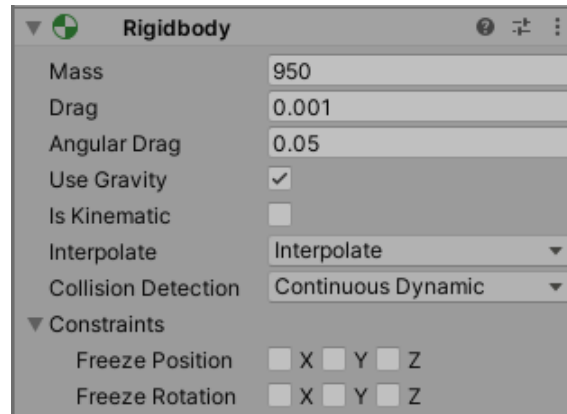 Rigidbody
Mass 950
Drag 0.001
Angular Drag 0.05
Use Gravity
Is Kinematic
Interpolate Interpolate
Collision Detection Continuous Dynamic
Constraints
Freeze Position X Y Z
Freeze Rotation X Y Z